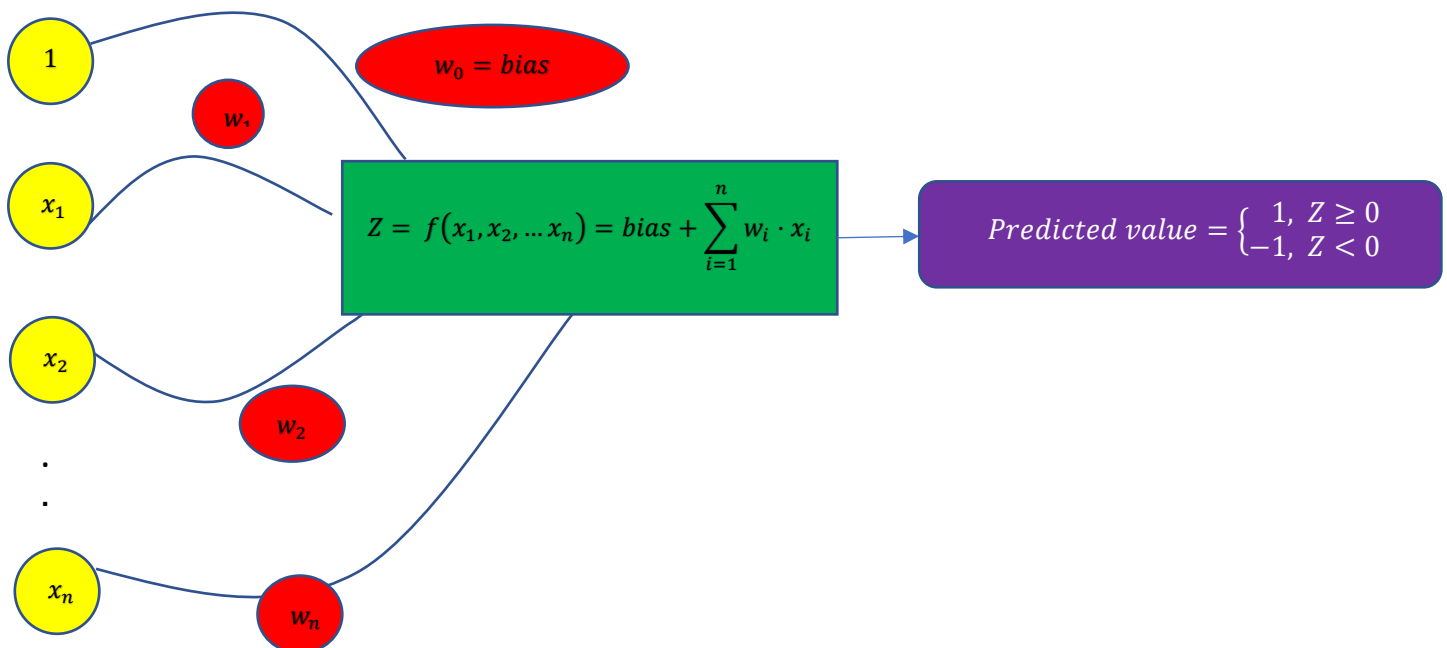 1
w₀ = bias
w₁
x₁
Z = f(x₁, x₂, … xₙ) = bias + ∑ᵢ₌₁ⁿ wᵢ · xᵢ
Predicted value = { 1, Z ≥ 0
−1, Z < 0
x₂
w₂
.
.
xₙ
wₙ